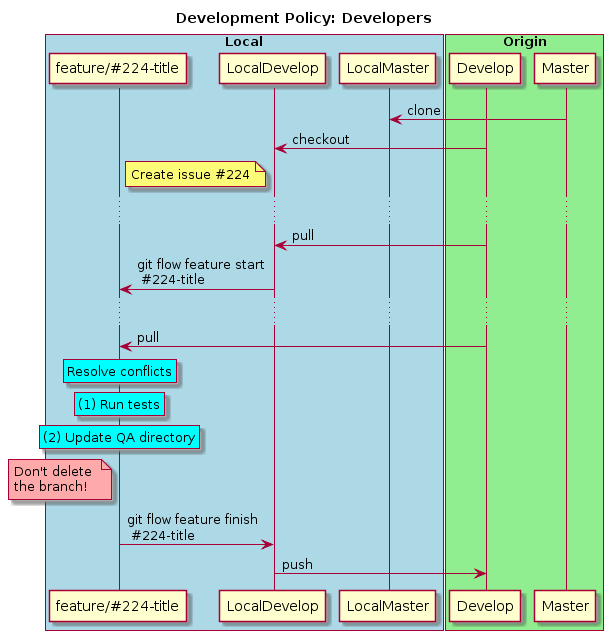 Development Policy: Developers
Local
Origin
feature/#224-title
LocalDevelop
LocalMaster
Develop
Master
clone
checkout
Create issue #224
pull
git flow feature start
#224-title
pull
Resolve conflicts
(1) Run tests
(2) Update QA directory
Don't delete
the branch!
git flow feature finish
#224-title
push
feature/#224-title
LocalDevelop
LocalMaster
Develop
Master